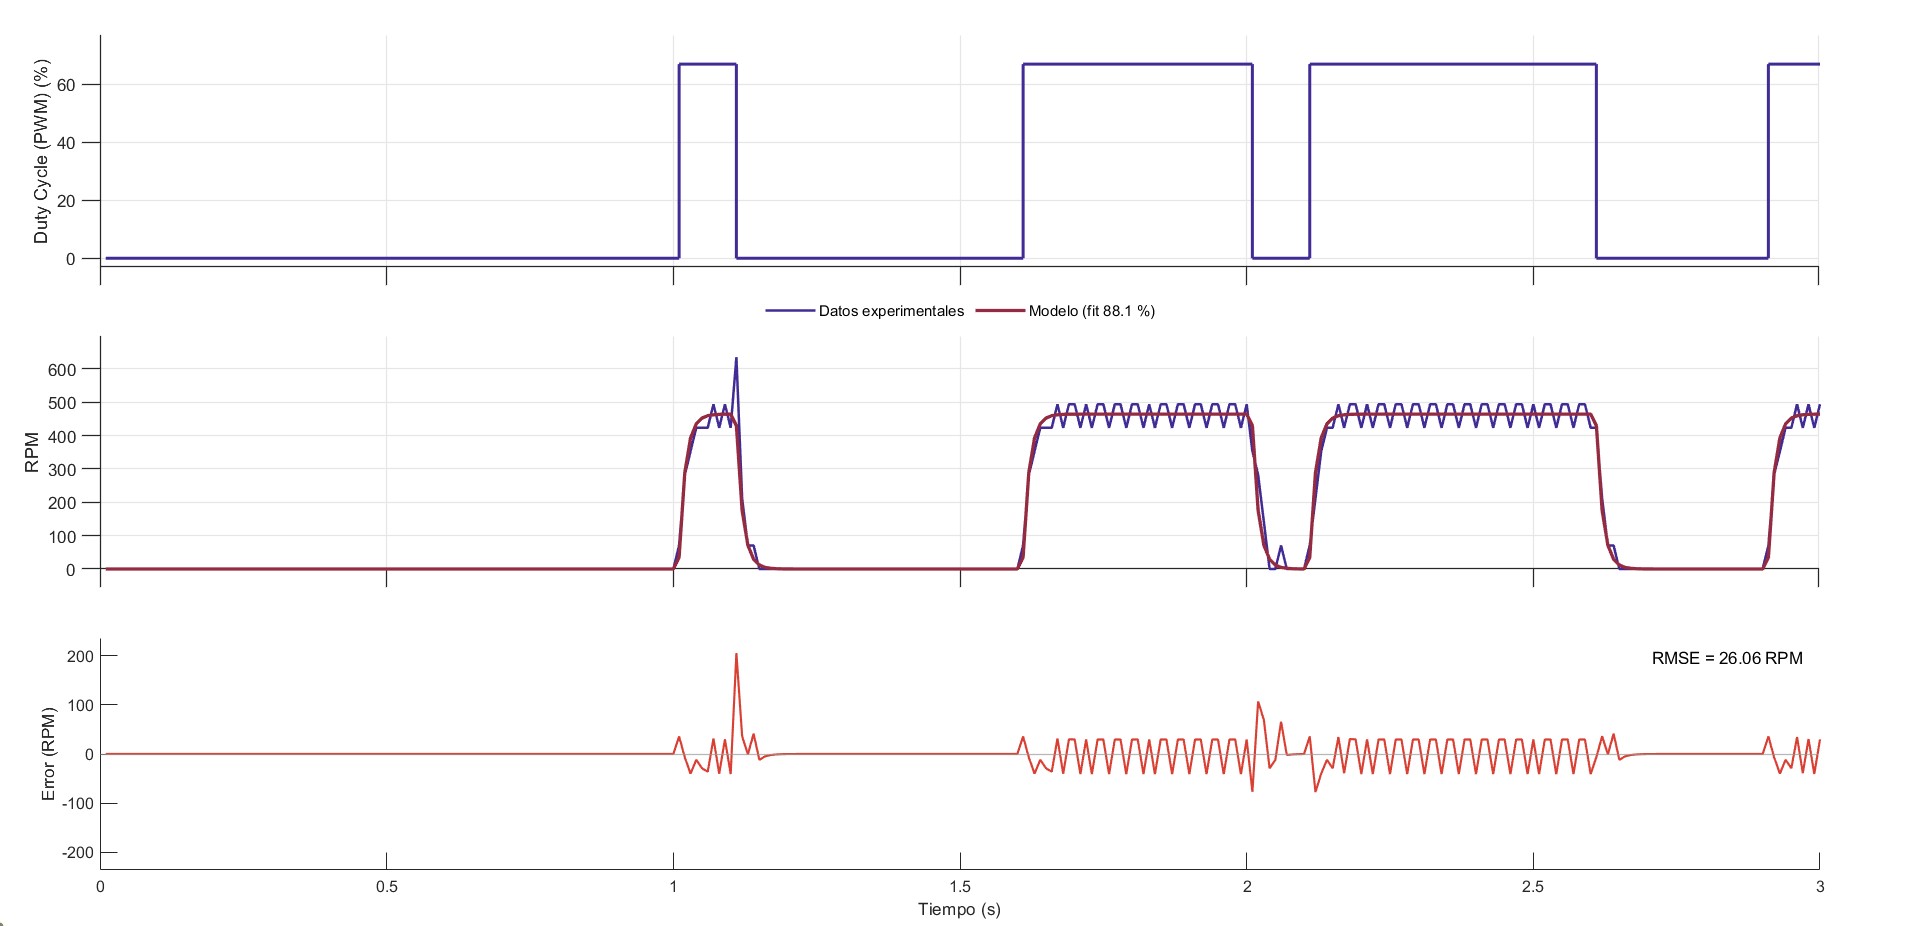 Duty Cycle (PWM) (%)
60
40
20
0
Datos experimentales Modelo (fit 88.1 %)
RPM
600
500
400
300
200
100
0
RMSE = 26.06 RPM
Error (RPM)
200
100
0
-100
-200
0 0.5 1 1.5 2 2.5 3
Tiempo (s)